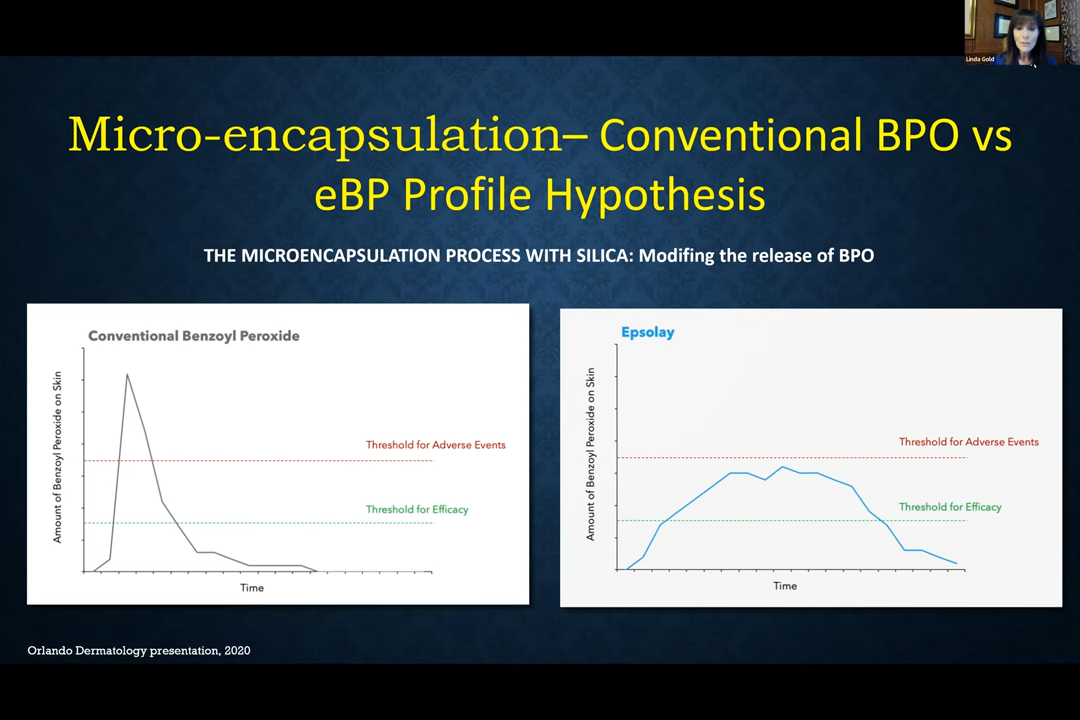 Linda Gold
Micro-encapsulation– Conventional BPO vs
eBP Profile Hypothesis
THE MICROENCAPSULATION PROCESS WITH SILICA: Modifing the release of BPO
Conventional Benzoyl Peroxide
Amount of Benzoyl Peroxide on Skin
Threshold for Adverse Events
Threshold for Efficacy
Time
Epsolay
Amount of Benzoyl Peroxide on Skin
Threshold for Adverse Events
Threshold for Efficacy
Time
Orlando Dermatology presentation, 2020